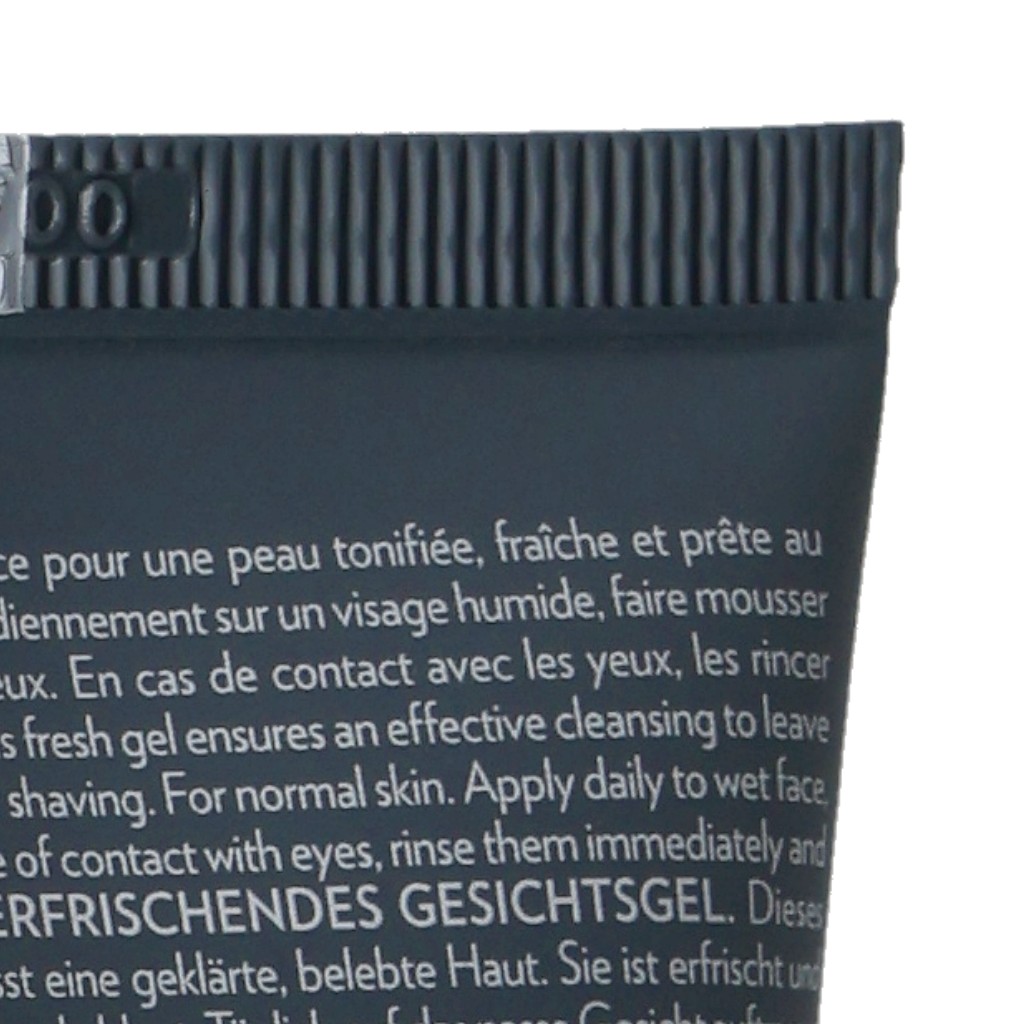 00
ce pour une peau tonifiée, fraîche et prête au
diennement sur un visage humide, faire mousser
eux. En cas de contact avec les yeux, les rincer
s fresh gel ensures an effective cleansing to leave
shaving. For normal skin. Apply daily to wet face,
e of contact with eyes, rinse them immediately and
ERFRISCHENDES GESICHTSGEL. Dieses
sst eine geklärte, belebte Haut. Sie ist erfrischt und